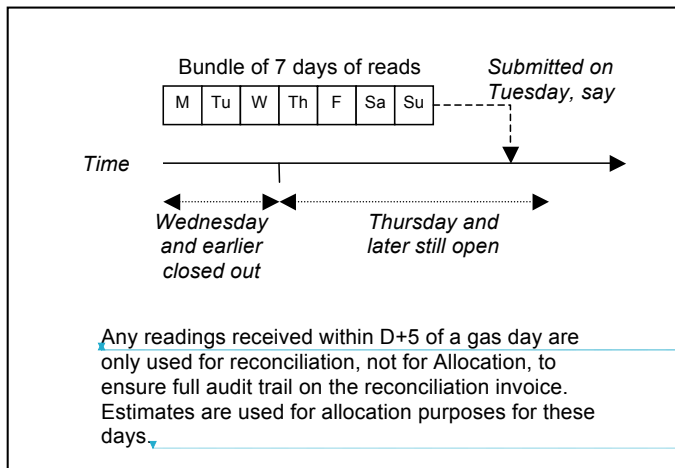 Bundle of 7 days of reads
Submitted on
Tuesday, say
M Tu W Th F Sa Su
Time
Wednesday
and earlier
closed out
Thursday and
later still open
Any readings received within D+5 of a gas day are
only used for reconciliation, not for Allocation, to
ensure full audit trail on the reconciliation invoice.
Estimates are used for allocation purposes for these
days.